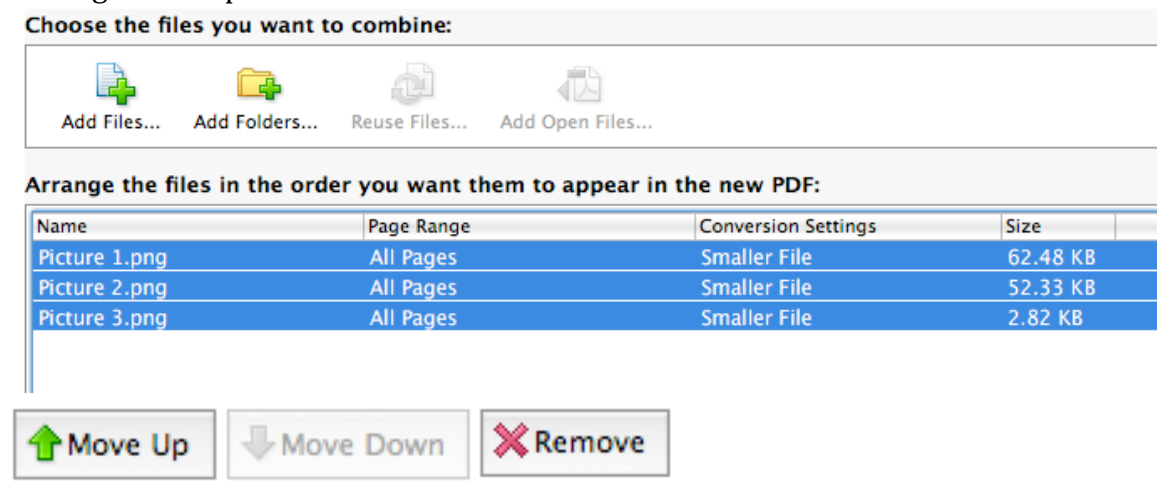 Choose the files you want to combine:
Add Files... Add Folders... Reuse Files... Add Open Files...
Arrange the files in the order you want them to appear in the new PDF:
Name Page Range Conversion Settings Size
Picture 1.png All Pages Smaller File 62.48 KB
Picture 2.png All Pages Smaller File 52.33 KB
Picture 3.png All Pages Smaller File 2.82 KB
Move Up Move Down Remove